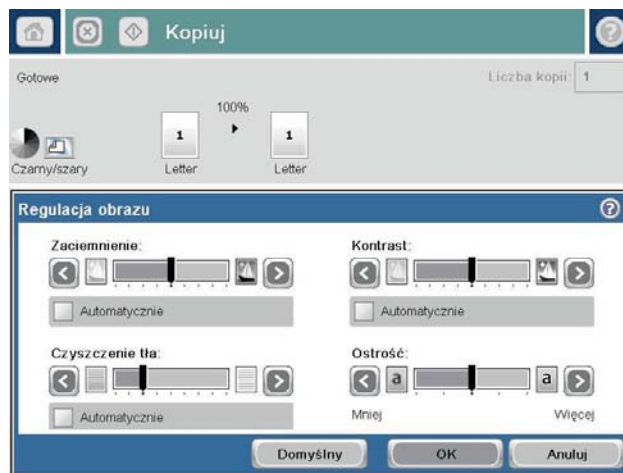 Kopiuj
Gotowe
Liczba kopii: 1
100%
1
1
Czarny/szary
Letter
Letter
Regulacja obrazu
Zaciemnienie:
Kontrast:
Automatycznie
Automatycznie
Czyszczenie tła:
Ostrość:
a
a
Automatycznie
Mniej
Więcej
Domyślny
OK
Anuluj